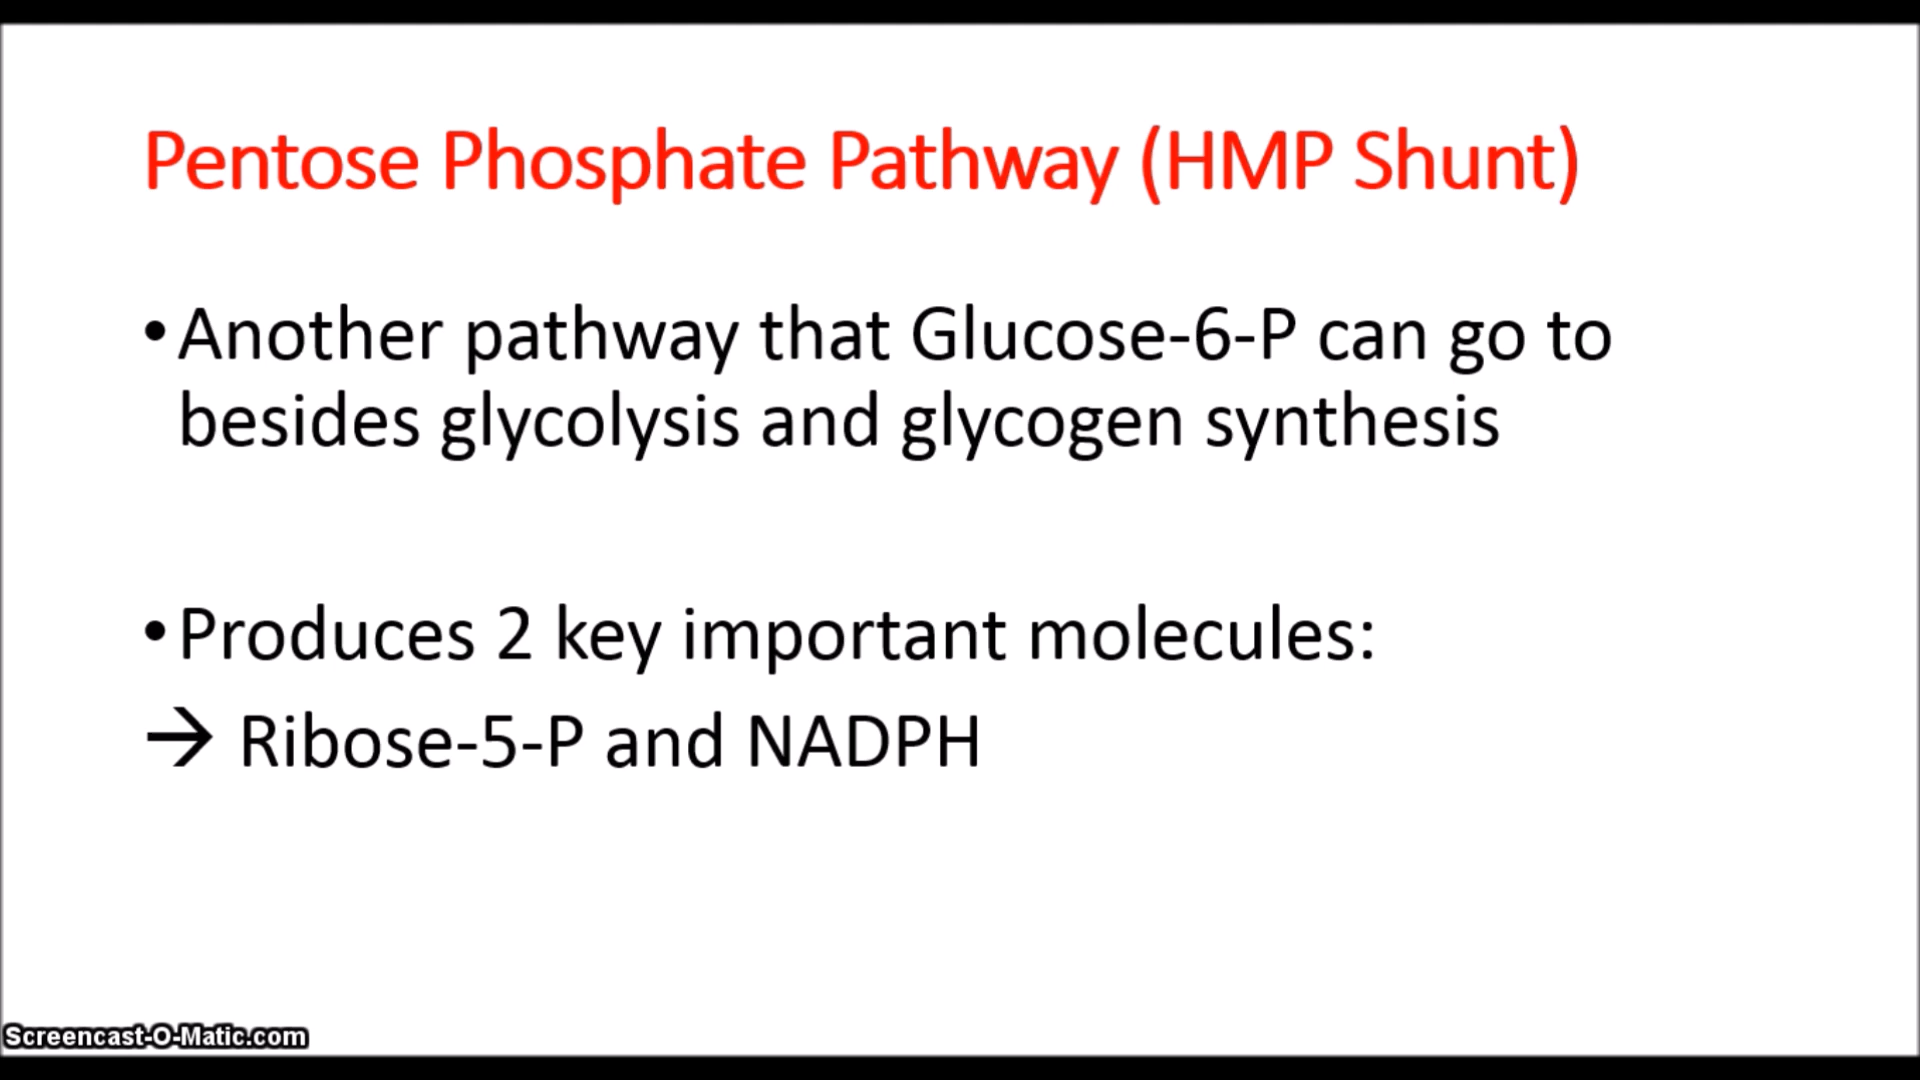 Pentose Phosphate Pathway (HMP Shunt)
•Another pathway that Glucose-6-P can go to
besides glycolysis and glycogen synthesis
•Produces 2 key important molecules:
→ Ribose-5-P and NADPH
Screencast-O-Matic.com